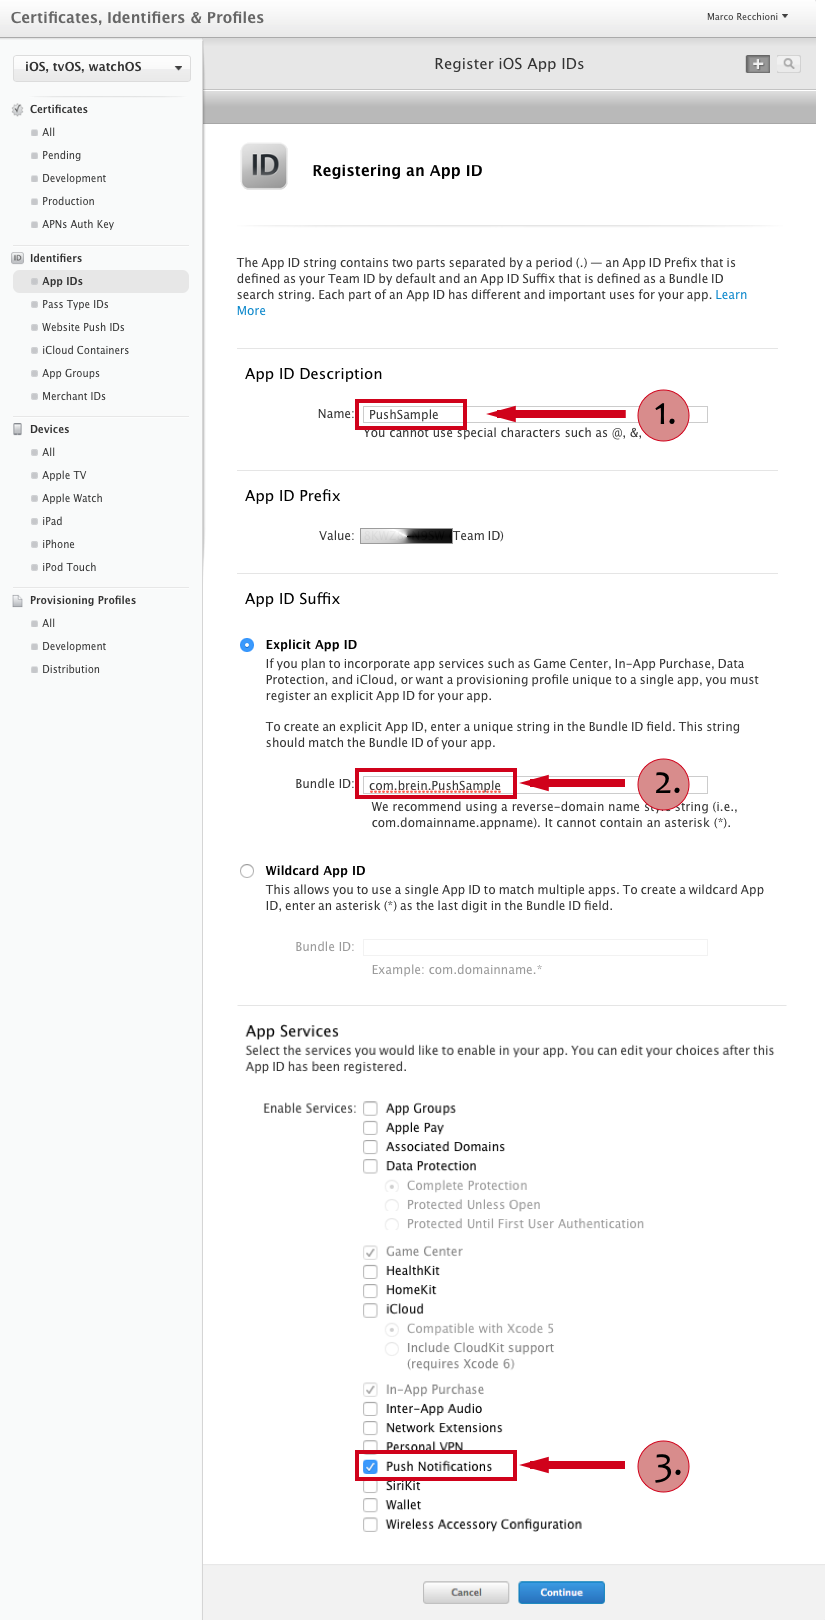 Certificates, Identifiers & Profiles
Marco Recchioni
iOS, tvOS, watchOS
Register iOS App IDs
Certificates
All
Pending
Development
Production
APNs Auth Key
ID Identifiers
App IDs
Pass Type IDs
Website Push IDs
iCloud Containers
App Groups
Merchant IDs
Devices
All
Apple TV
Apple Watch
iPad
iPhone
iPod Touch
Provisioning Profiles
All
Development
Distribution
ID
Registering an App ID
The App ID string contains two parts separated by a period (.) — an App ID Prefix that is
defined as your Team ID by default and an App ID Suffix that is defined as a Bundle ID
search string. Each part of an App ID has different and important uses for your app. Learn
More
App ID Description
Name: PushSample
1.
You cannot use special characters such as @, &,
App ID Prefix
Value: Team ID)
App ID Suffix
Explicit App ID
If you plan to incorporate app services such as Game Center, In-App Purchase, Data
Protection, and iCloud, or want a provisioning profile unique to a single app, you must
register an explicit App ID for your app.
To create an explicit App ID, enter a unique string in the Bundle ID field. This string
should match the Bundle ID of your app.
Bundle ID: com.brein.PushSample
2.
We recommend using a reverse-domain name style string (i.e.,
com.domainname.appname). It cannot contain an asterisk (*).
Wildcard App ID
This allows you to use a single App ID to match multiple apps. To create a wildcard App
ID, enter an asterisk (*) as the last digit in the Bundle ID field.
Bundle ID:
Example: com.domainname.*
App Services
Select the services you would like to enable in your app. You can edit your choices after this
App ID has been registered.
Enable Services: App Groups
Apple Pay
Associated Domains
Data Protection
Complete Protection
Protected Unless Open
Protected Until First User Authentication
Game Center
HealthKit
HomeKit
iCloud
Compatible with Xcode 5
Include CloudKit support
(requires Xcode 6)
In-App Purchase
Inter-App Audio
Network Extensions
Personal VPN
Push Notifications
3.
SiriKit
Wallet
Wireless Accessory Configuration
Cancel
Continue